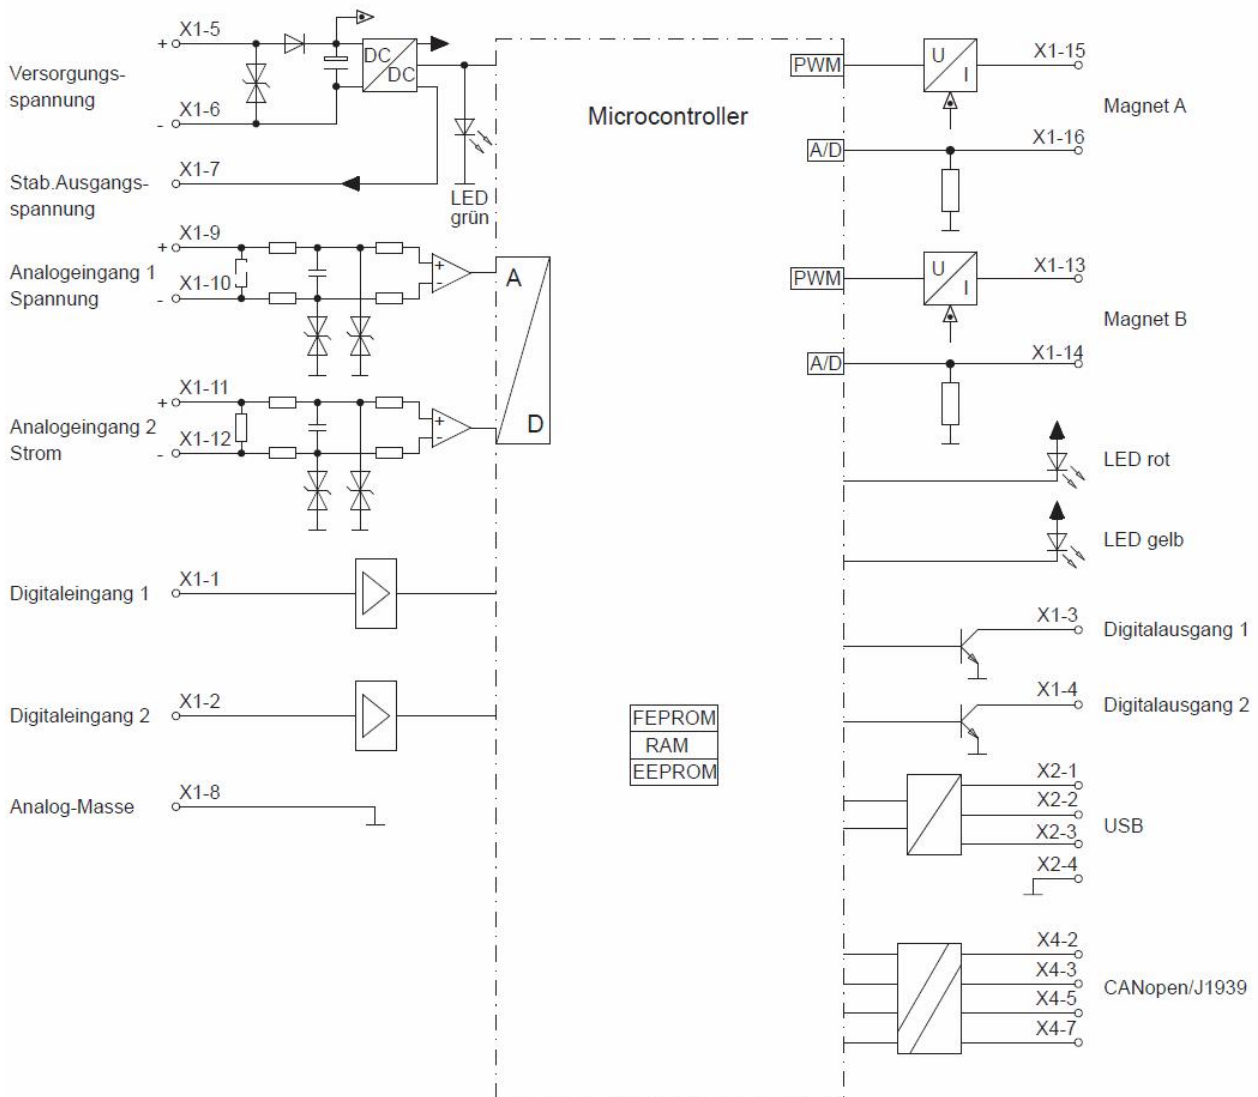 X1-5
+
DC
DC
Versorgungs-
spannung
X1-6
-
X1-7
Stab.Ausgangs-
spannung
LED
grün
X1-9
+
Analogeingang 1
X1-10
Spannung
-
+
-
A
D
X1-11
+
Analogeingang 2
X1-12
Strom
-
+
-
Digitaleingang 1
X1-1
Digitaleingang 2
X1-2
Analog-Masse
X1-8
Microcontroller
FEPROM
RAM
EEPROM
PWM
U
I
X1-15
Magnet A
A/D
X1-16
PWM
U
I
X1-13
Magnet B
A/D
X1-14
LED rot
LED gelb
X1-3
Digitalausgang 1
X1-4
Digitalausgang 2
X2-1
X2-2
USB
X2-3
X2-4
X4-2
X4-3
CANopen/J1939
X4-5
X4-7